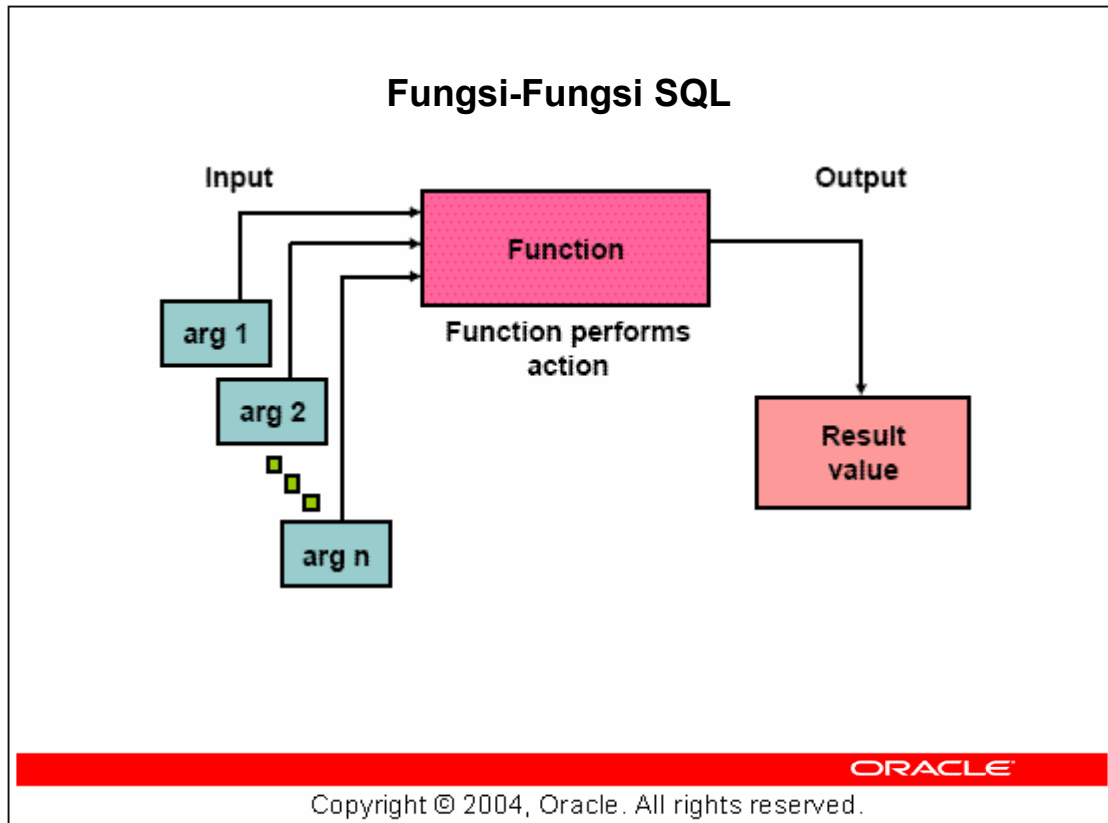 Fungsi-Fungsi SQL
Input
Output
Function
arg 1
Function performs
action
arg 2
Result
value
arg n
ORACLE
Copyright © 2004, Oracle. All rights reserved.